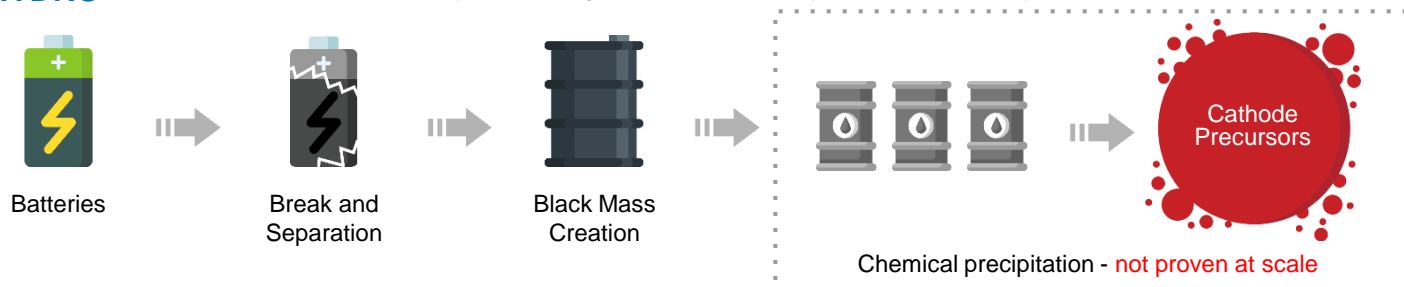 Batteries
Break and
Separation
Black Mass
Creation
Cathode
Precursors
Chemical precipitation - not proven at scale